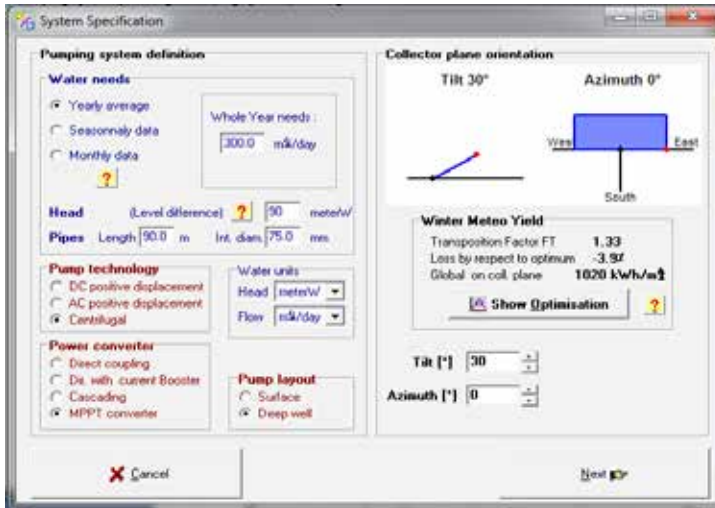 System Specification
Pumping system definition
Water needs
Yearly average
Seasonnaly data
Monthly data
?
Whole Year needs :
300.0 m³/day
Head (Level difference) ? 90 meterW
Pipes Length 90.0 m Int. diam. 75.0 mm
Pump technology
DC positive displacement
AC positive displacement
Centrifugal
Water units
Head meterW
Flow m³/day
Power converter
Direct coupling
Dir. with current Booster
Cascading
MPPT converter
Pump layout
Surface
Deep well
Collector plane orientation
Tilt 30° Azimuth 0°
West East
South
Winter Meteo Yield
Transposition Factor FT 1.33
Loss by respect to optimum -3.9%
Global on coll. plane 1020 kWh/m²
Show Optimisation ?
Tilt [°] 30
Azimuth [°] 0
Cancel
Next